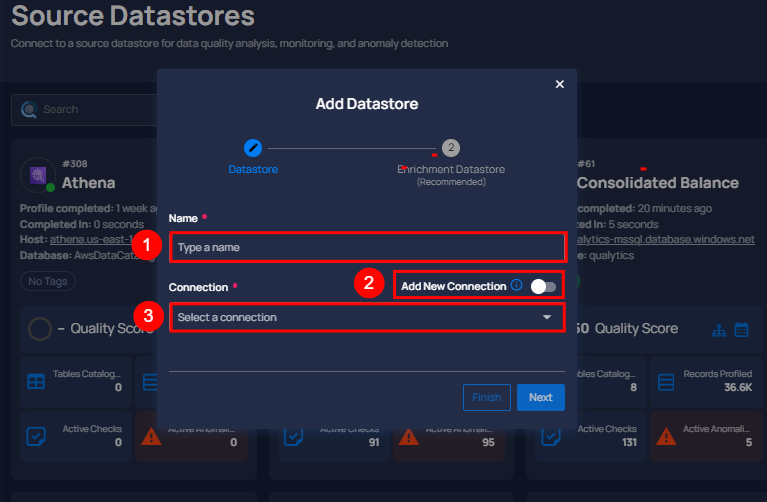 Source Datastores
Connect to a source datastore for data quality analysis, monitoring, and anomaly detection
Search
Add Datastore
2
Datastore
Enrichment Datastore
(Recommended)
#308
Athena
Profile completed: 1 week a
Completed In: 0 seconds
Host: athena.us-east-1
Database: AwsDataCatalog
No Tags
– Quality Score
Tables Catalog...
0
Active Checks
0
Active Anomali...
0
Name
1
Type a name
2
Add New Connection
Connection
3
Select a connection
Finish
Next
Active Checks
91
95
#61
Consolidated Balance
completed: 20 minutes ago
In: 5 seconds
alytics-mssql.database.windows.net
e: qualytics
60 Quality Score
bles Catalog...
8
Records Profiled
36.6K
Active Checks
131
Active Anomali...
5